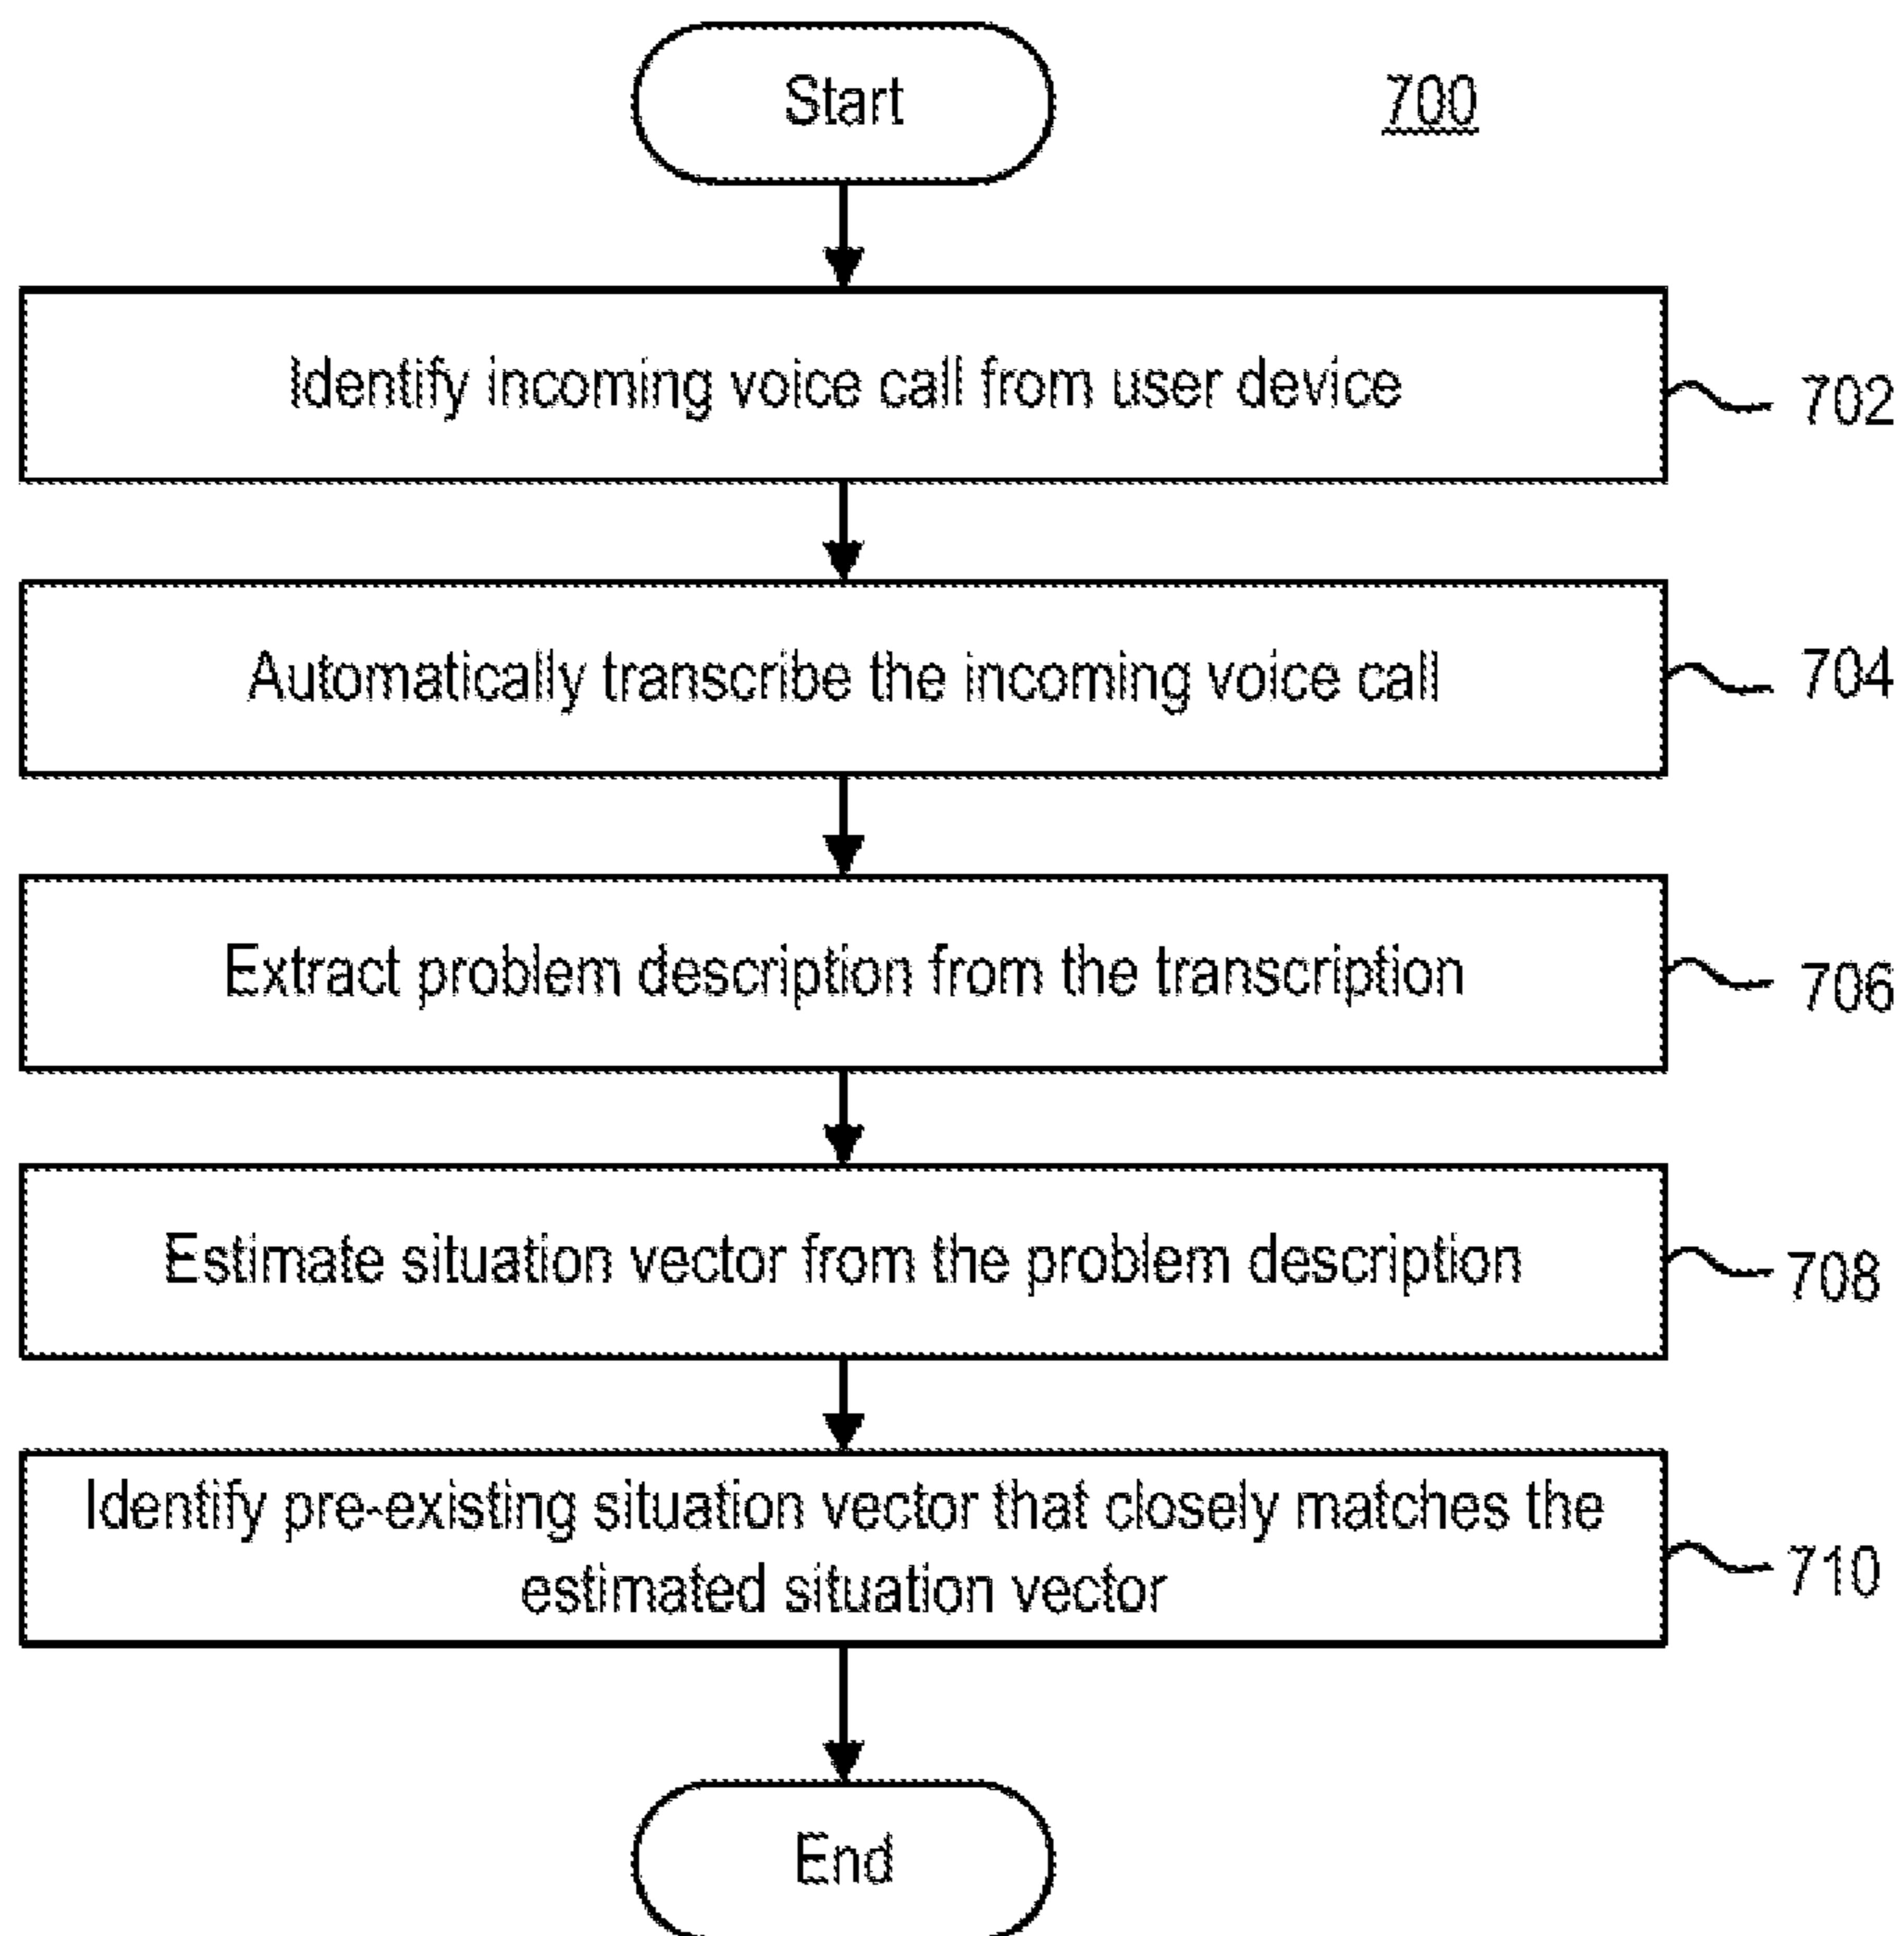 Start
700
Identify incoming voice call from user device
702
Automatically transcribe the incoming voice call
704
Extract problem description from the transcription
706
Estimate situation vector from the problem description
708
Identify pre-existing situation vector that closely matches the
estimated situation vector
710
End